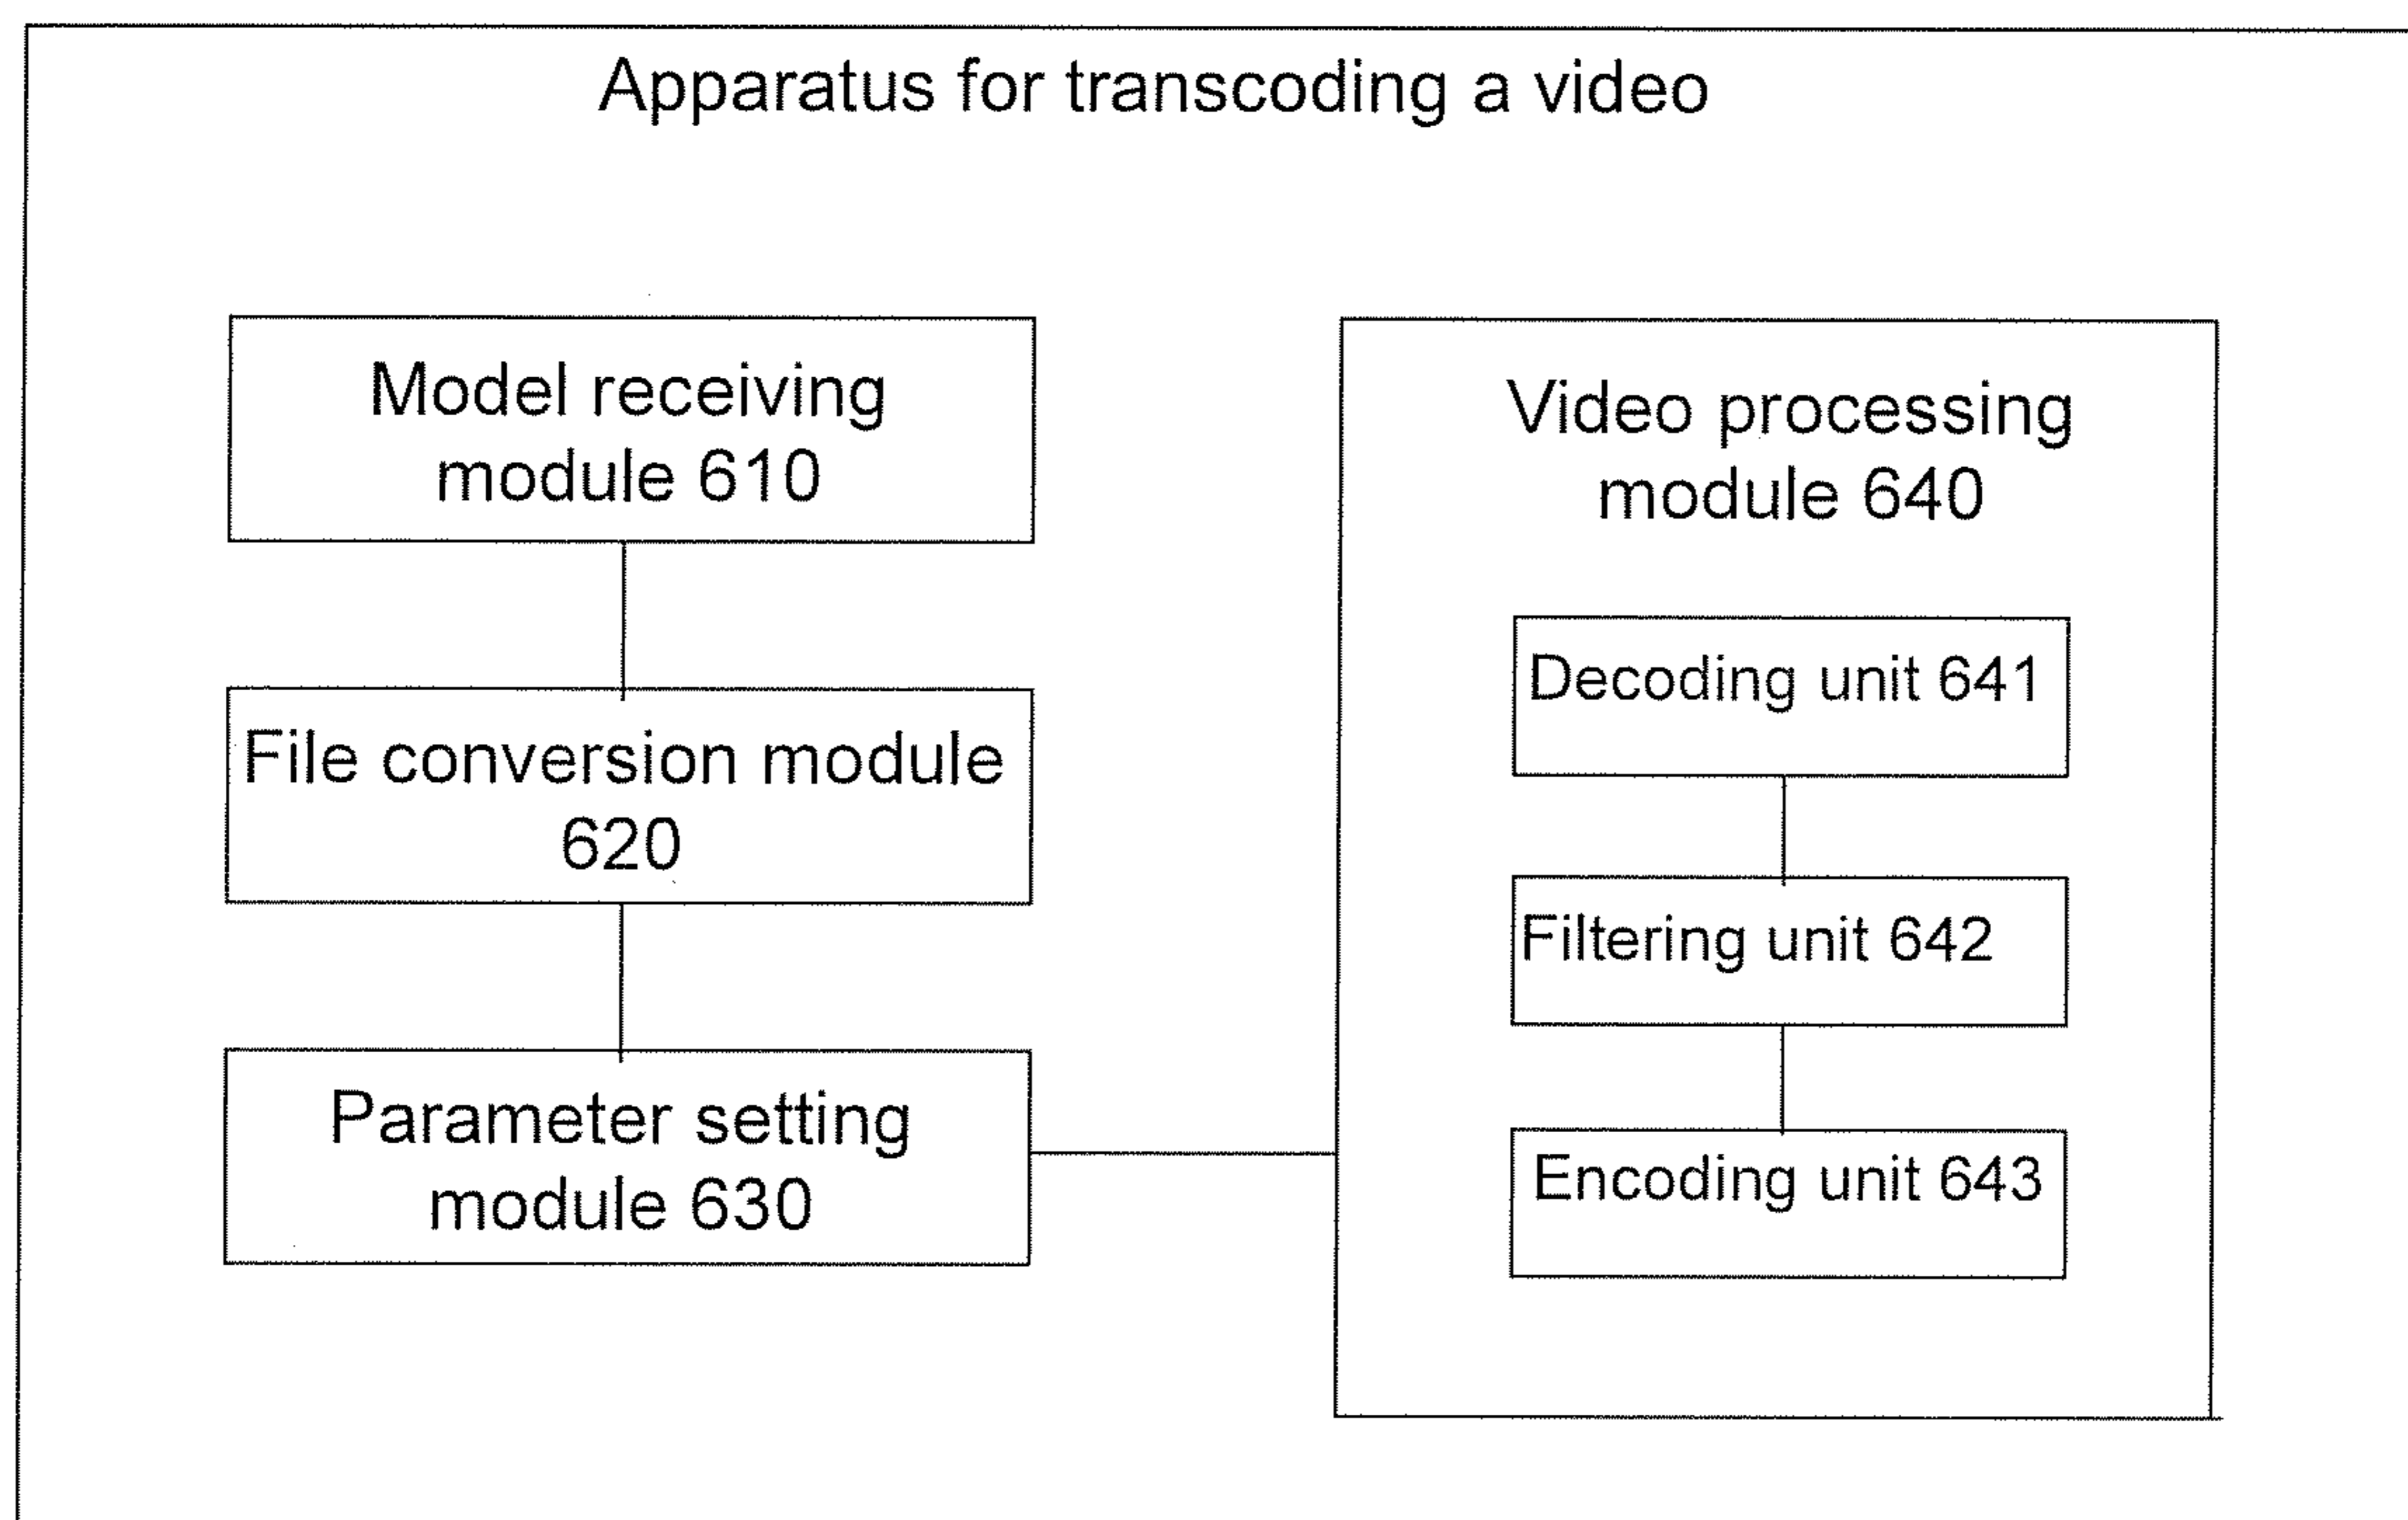 Apparatus for transcoding a video
Model receiving
module 610
File conversion module
620
Parameter setting
module 630
Video processing
module 640
Decoding unit 641
Filtering unit 642
Encoding unit 643